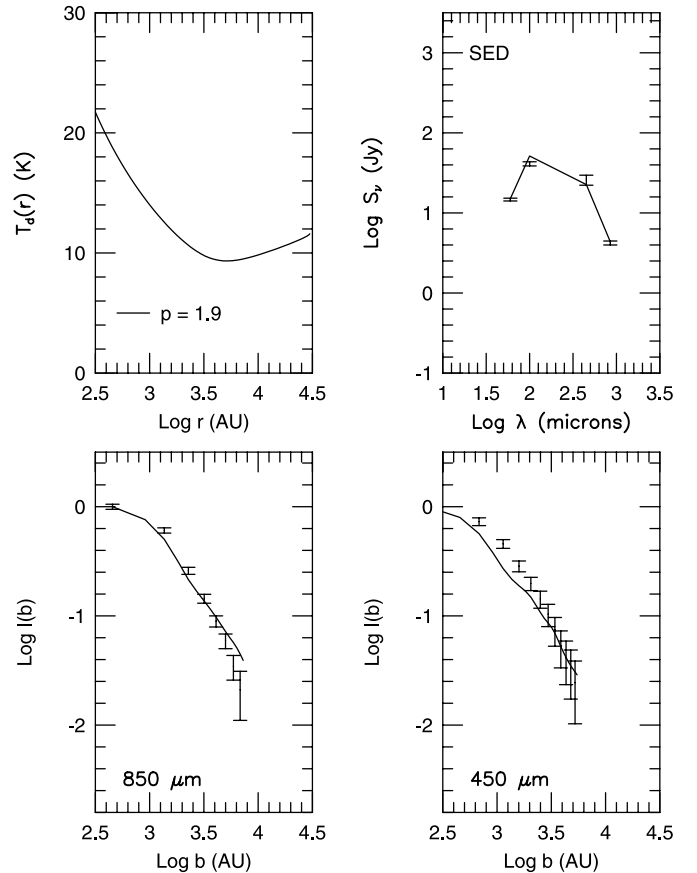 30
20
10
0
T_d(r) (K)
p = 1.9
2.5 3 3.5 4 4.5
Log r (AU)
SED
3
2
1
0
-1
Log S_ν (Jy)
1 1.5 2 2.5 3 3.5
Log λ (microns)
0
-1
-2
Log I(b)
850 μm
2.5 3 3.5 4 4.5
Log b (AU)
0
-1
-2
Log I(b)
450 μm
2.5 3 3.5 4 4.5
Log b (AU)